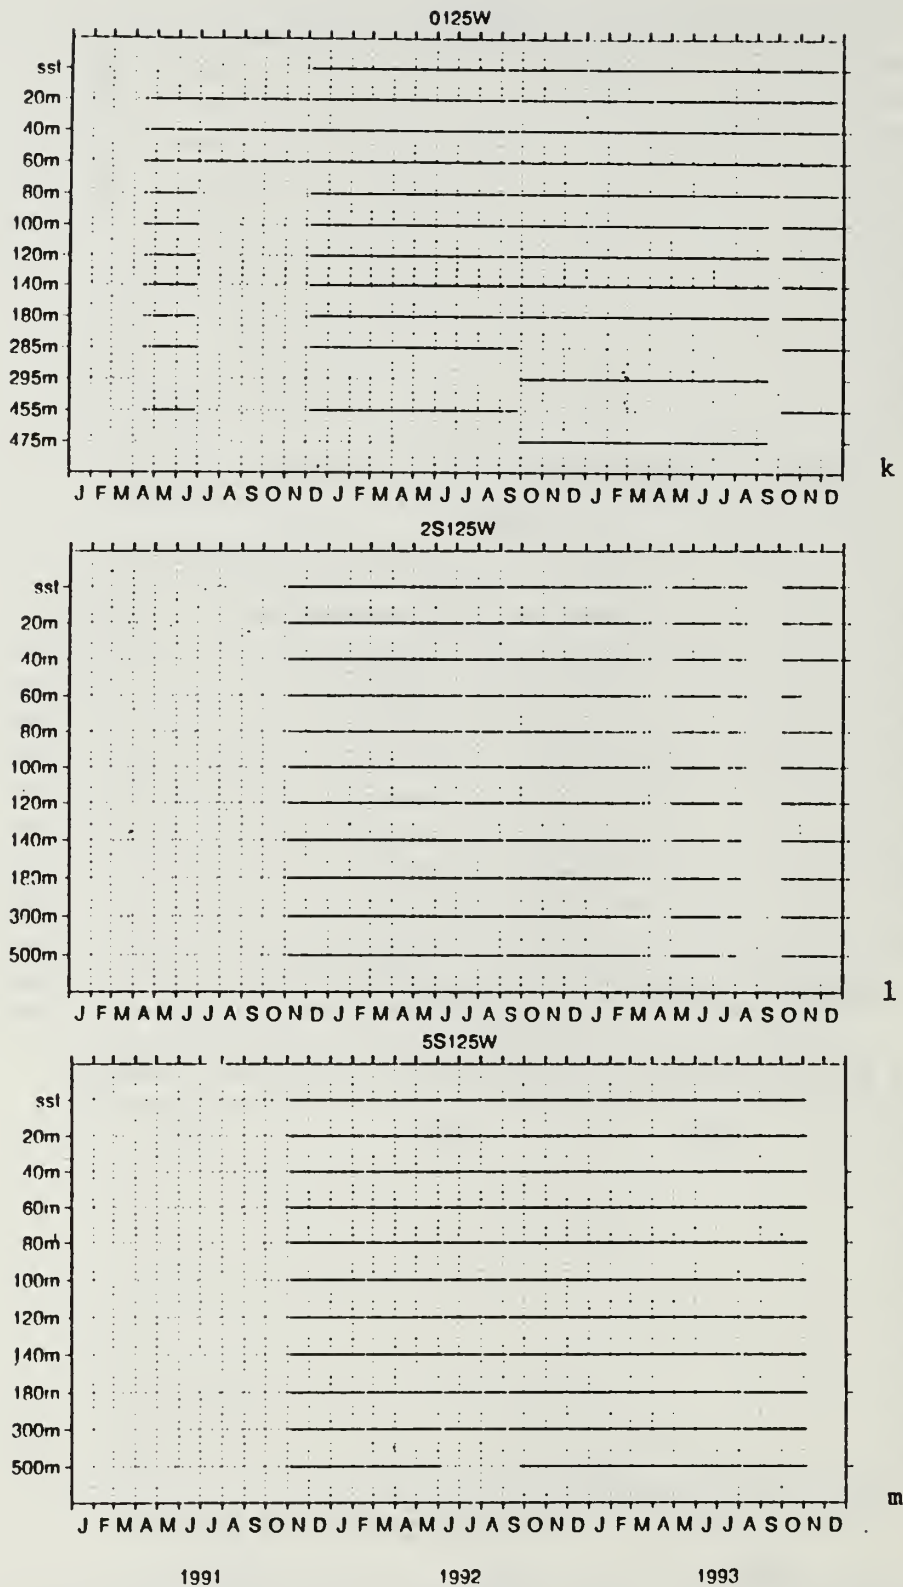 0125W
sst
20m
40m
60m
80m
100m
120m
140m
180m
285m
295m
455m
475m
k
J F M A M J J A S O N D J F M A M J J A S O N D J F M A M J J A S O N D
2S125W
sst
20m
40m
60m
80m
100m
120m
140m
180m
300m
500m
l
J F M A M J J A S O N D J F M A M J J A S O N D J F M A M J J A S O N D
5S125W
sst
20m
40m
60m
80m
100m
120m
140m
180m
300m
500m
m
J F M A M J J A S O N D J F M A M J J A S O N D J F M A M J J A S O N D
1991 1992 1993